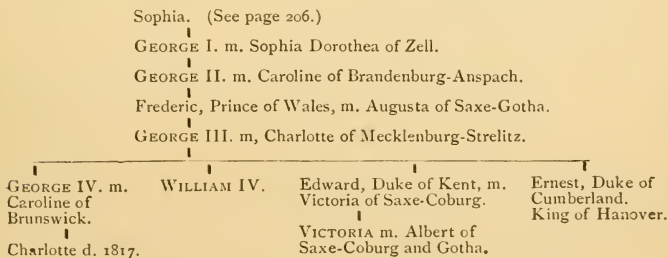 Sophia. (See page 206.)
GEORGE I. m. Sophia Dorothea of Zell.
GEORGE II. m. Caroline of Brandenburg-Anspach.
Frederic, Prince of Wales, m. Augusta of Saxe-Gotha.
GEORGE III. m, Charlotte of Mecklenburg-Strelitz.
GEORGE IV. m.
Caroline of
Brunswick.
Charlotte d. 1817.
WILLIAM IV.
Edward, Duke of Kent, m.
Victoria of Saxe-Coburg.
VICTORIA m. Albert of
Saxe-Coburg and Gotha.
Ernest, Duke of
Cumberland.
King of Hanover.